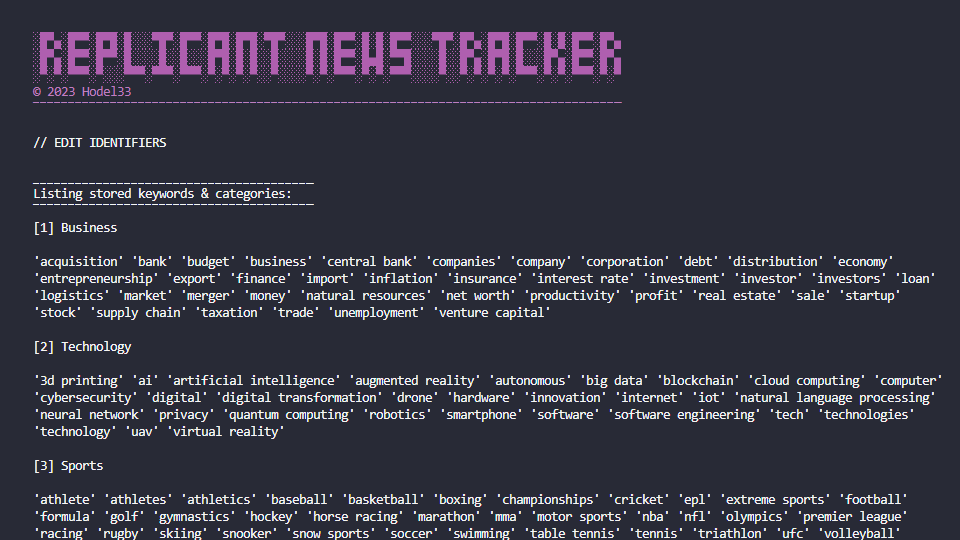 REPLICANT NEWS TRACKER
© 2023 Hodel33
// EDIT IDENTIFIERS
Listing stored keywords & categories:
[1] Business
'acquisition' 'bank' 'budget' 'business' 'central bank' 'companies' 'company' 'corporation' 'debt' 'distribution' 'economy'
'entrepreneurship' 'export' 'finance' 'import' 'inflation' 'insurance' 'interest rate' 'investment' 'investor' 'investors' 'loan'
'logistics' 'market' 'merger' 'money' 'natural resources' 'net worth' 'productivity' 'profit' 'real estate' 'sale' 'startup'
'stock' 'supply chain' 'taxation' 'trade' 'unemployment' 'venture capital'
[2] Technology
'3d printing' 'ai' 'artificial intelligence' 'augmented reality' 'autonomous' 'big data' 'blockchain' 'cloud computing' 'computer'
'cybersecurity' 'digital' 'digital transformation' 'drone' 'hardware' 'innovation' 'internet' 'iot' 'natural language processing'
'neural network' 'privacy' 'quantum computing' 'robotics' 'smartphone' 'software' 'software engineering' 'tech' 'technologies'
'technology' 'uav' 'virtual reality'
[3] Sports
'athlete' 'athletes' 'athletics' 'baseball' 'basketball' 'boxing' 'championships' 'cricket' 'epl' 'extreme sports' 'football'
'formula' 'golf' 'gymnastics' 'hockey' 'horse racing' 'marathon' 'mma' 'motor sports' 'nba' 'nfl' 'olympics' 'premier league'
'racing' 'rugby' 'skiing' 'snooker' 'snow sports' 'soccer' 'swimming' 'table tennis' 'tennis' 'triathlon' 'ufc' 'volleyball'